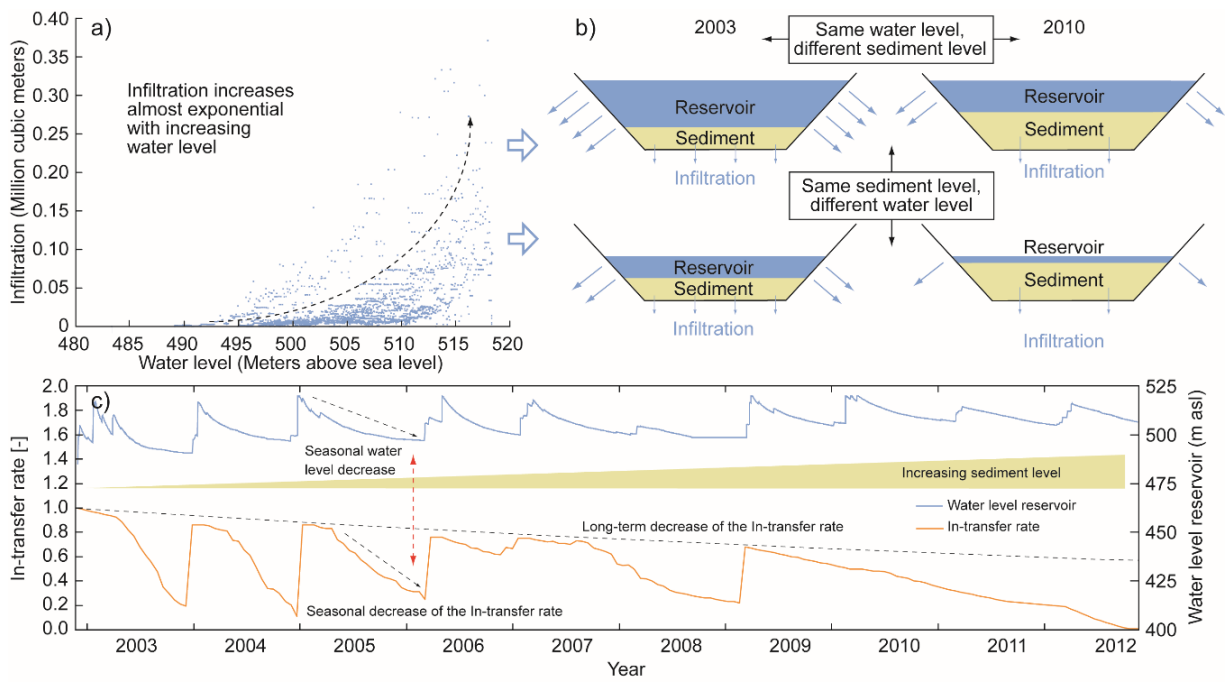 a)
Infiltration increases
almost exponential
with increasing
water level
Infiltration (Million cubic meters)
0.40
0.35
0.30
0.25
0.20
0.15
0.10
0.05
0
480 485 490 495 500 505 510 515 520
Water level (Meters above sea level)
b)
2003
Same water level,
different sediment level
2010
Reservoir
Sediment
Infiltration
Reservoir
Sediment
Infiltration
Same sediment level,
different water level
Reservoir
Sediment
Infiltration
Reservoir
Sediment
Infiltration
c)
In-transfer rate [-]
2.0
1.8
1.6
1.4
1.2
1.0
0.8
0.6
0.4
0.2
0.0
Seasonal water
level decrease
Increasing sediment level
Water level reservoir
In-transfer rate
Long-term decrease of the In-transfer rate
Seasonal decrease of the In-transfer rate
525
500
475
450
425
400
Water level reservoir (m asl)
2003 2004 2005 2006 2007 2008 2009 2010 2011 2012
Year